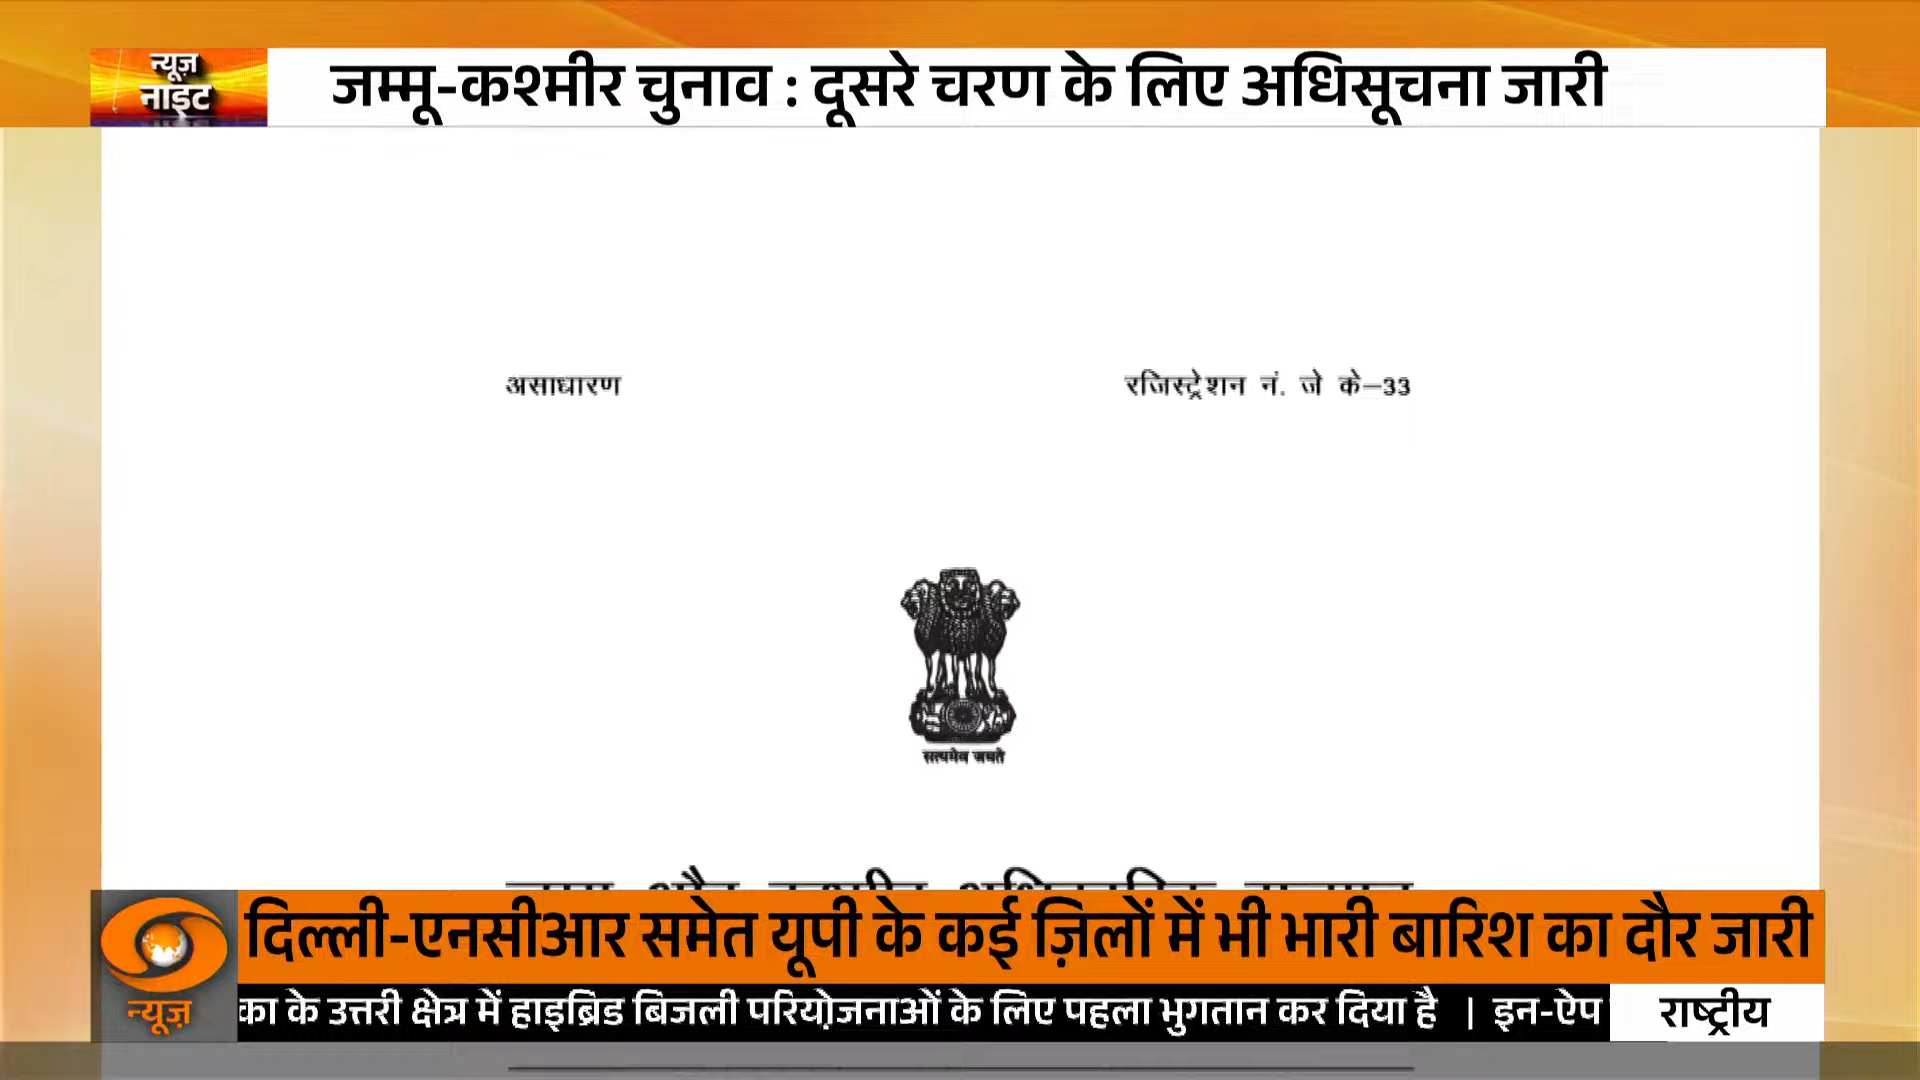 न्यूज़
नाइट
जम्मू-कश्मीर चुनाव : दूसरे चरण के लिए अधिसूचना जारी
असाधारण
रजिस्ट्रेशन नं. जे के–33
सत्यमेव जयते
दिल्ली-एनसीआर समेत यूपी के कई ज़िलों में भी भारी बारिश का दौर जारी
न्यूज़
का के उत्तरी क्षेत्र में हाइब्रिड बिजली परियो़जनाओं के लिए पहला भुगतान कर दिया है | इन-ऐप
राष्ट्रीय